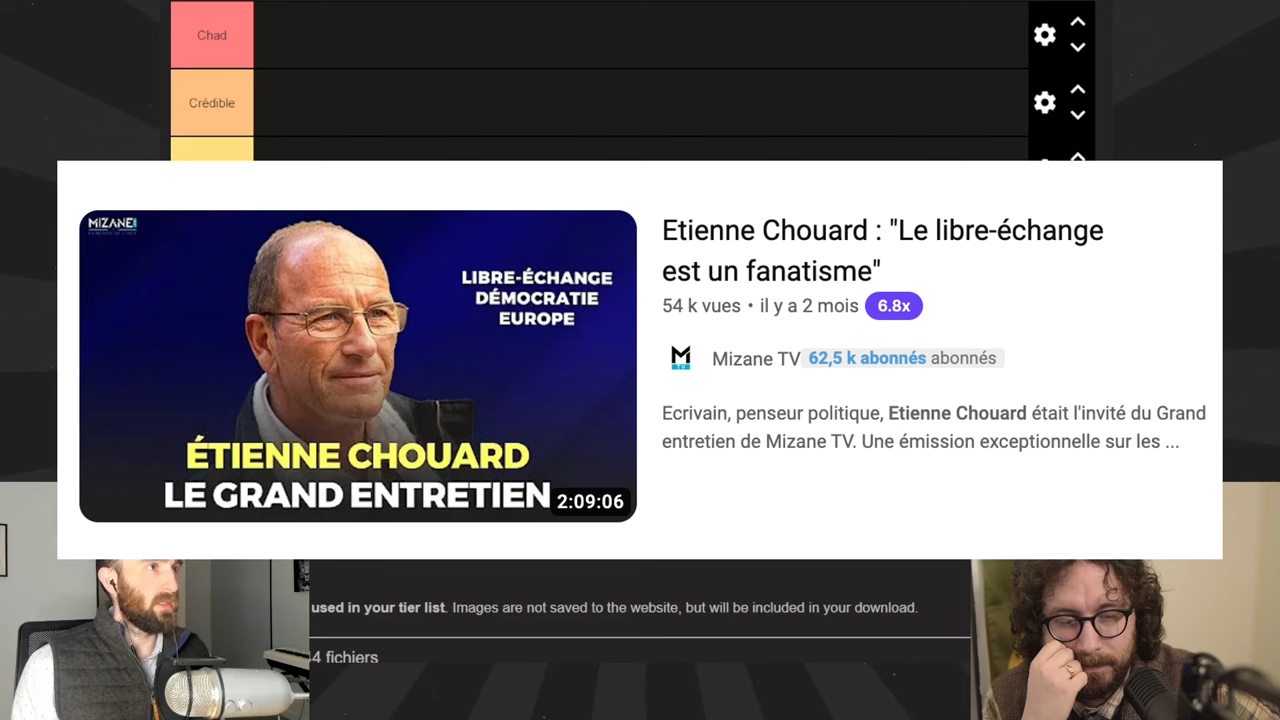 Chad
Crédible
MIZANE
LIBRE-ÉCHANGE
DÉMOCRATIE
EUROPE
ÉTIENNE CHOUARD
LE GRAND ENTRETIEN
2:09:06
Etienne Chouard : "Le libre-échange
est un fanatisme"
54 k vues • il y a 2 mois 6.8x
M TV Mizane TV 62,5 k abonnés abonnés
Ecrivain, penseur politique, Etienne Chouard était l'invité du Grand
entretien de Mizane TV. Une émission exceptionnelle sur les ...
used in your tier list. Images are not saved to the website, but will be included in your download.
4 fichiers